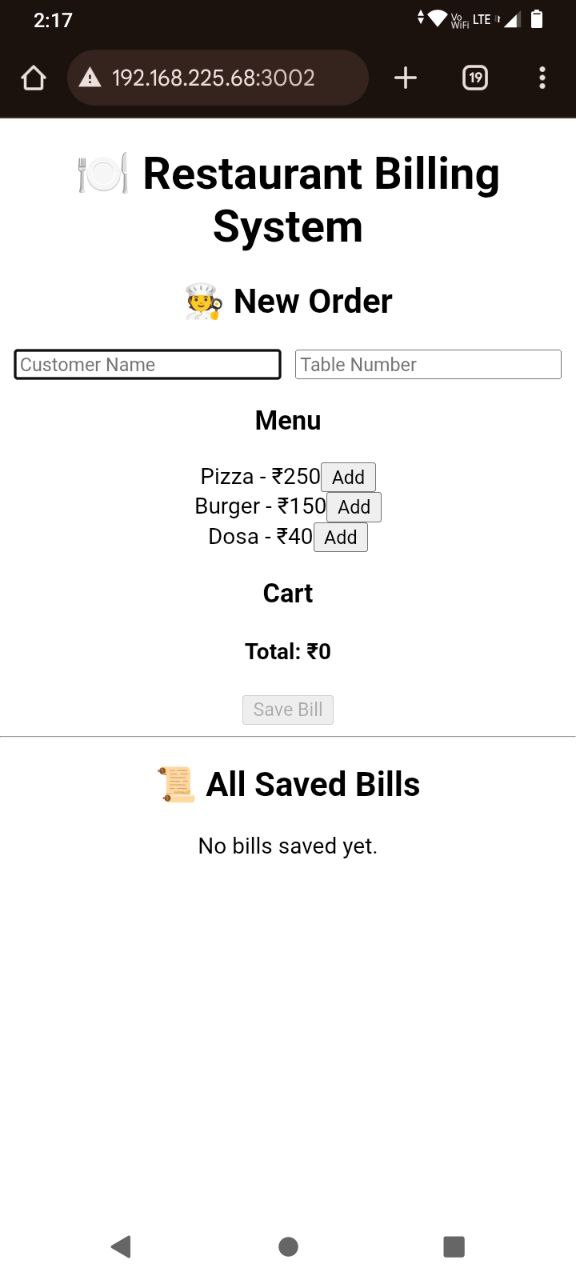 2:17
Vo
WiFi LTE
192.168.225.68:3002
19
🍽️ Restaurant Billing
System
🧑‍🍳 New Order
Customer Name
Table Number
Menu
Pizza - ₹250 Add
Burger - ₹150 Add
Dosa - ₹40 Add
Cart
Total: ₹0
Save Bill
📜 All Saved Bills
No bills saved yet.